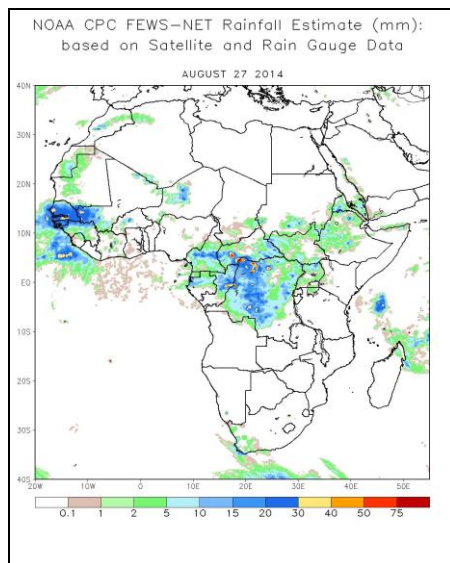 NOAA CPC FEWS-NET Rainfall Estimate (mm):
based on Satellite and Rain Gauge Data
AUGUST 27 2014
40N
30N
20N
10N
EQ
10S
20S
30S
40S
20W 10W 0 10E 20E 30E 40E 50E
0.1 1 2 5 10 15 20 30 40 50 75